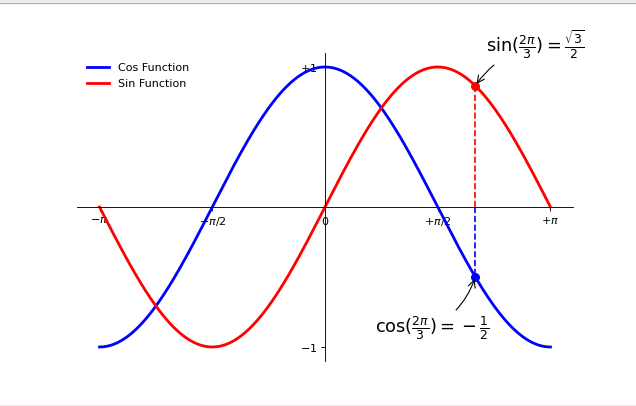 sin(2π/3) = √3/2
+1
Cos Function
Sin Function
−π
−π/2
0
+π/2
+π
cos(2π/3) = −1/2
−1